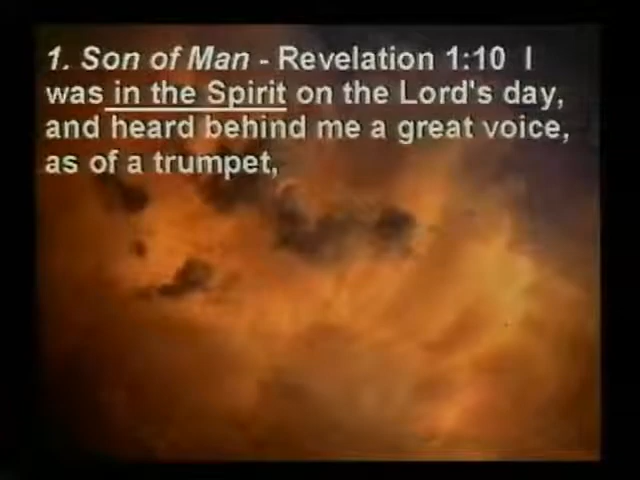 1. Son of Man - Revelation 1:10 I
was in the Spirit on the Lord's day,
and heard behind me a great voice,
as of a trumpet,